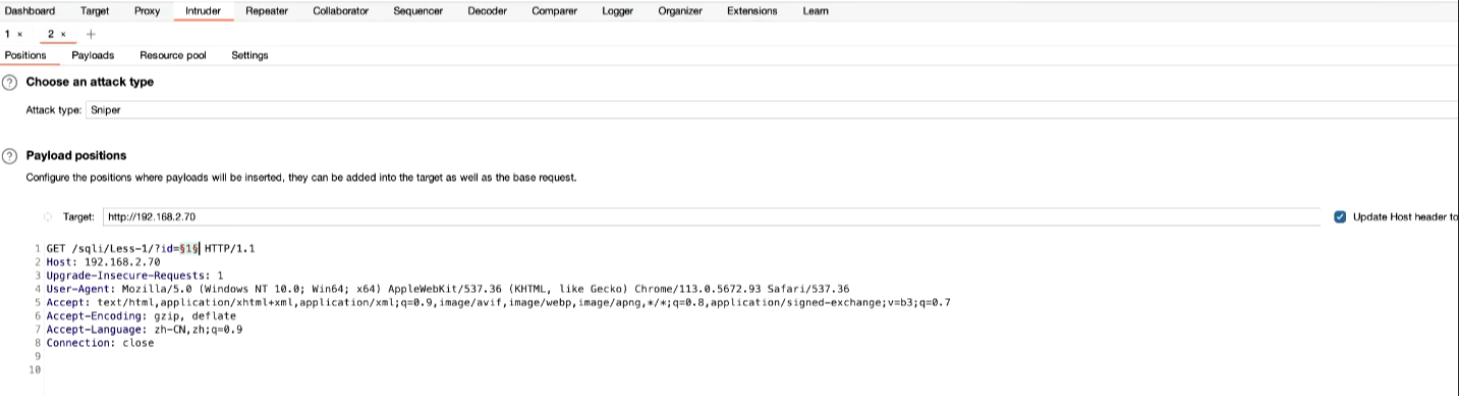 Dashboard Target Proxy Intruder Repeater Collaborator Sequencer Decoder Comparer Logger Organizer Extensions Learn
1 × 2 × +
Positions Payloads Resource pool Settings
? Choose an attack type
Attack type: Sniper
? Payload positions
Configure the positions where payloads will be inserted, they can be added into the target as well as the base request.
Target: http://192.168.2.70 Update Host header to
1 GET /sqli/Less-1/?id=§1§ HTTP/1.1
2 Host: 192.168.2.70
3 Upgrade-Insecure-Requests: 1
4 User-Agent: Mozilla/5.0 (Windows NT 10.0; Win64; x64) AppleWebKit/537.36 (KHTML, like Gecko) Chrome/113.0.5672.93 Safari/537.36
5 Accept: text/html,application/xhtml+xml,application/xml;q=0.9,image/avif,image/webp,image/apng,*/*;q=0.8,application/signed-exchange;v=b3;q=0.7
6 Accept-Encoding: gzip, deflate
7 Accept-Language: zh-CN,zh;q=0.9
8 Connection: close
9
10